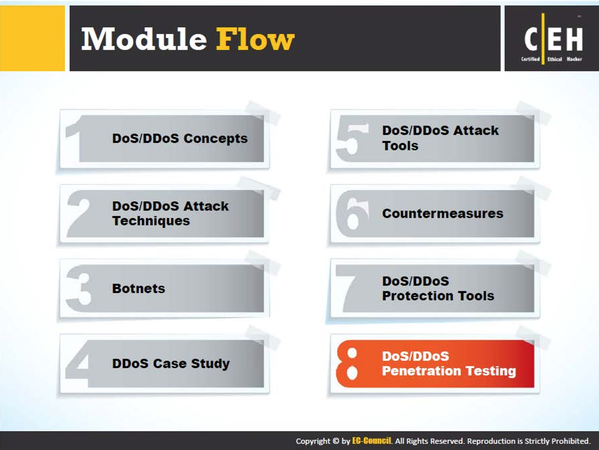 Module Flow
C|EH
Certified Ethical Hacker
1
DoS/DDoS Concepts
2
DoS/DDoS Attack
Techniques
3
Botnets
4
DDoS Case Study
5
DoS/DDoS Attack
Tools
6
Countermeasures
7
DoS/DDoS
Protection Tools
8
DoS/DDoS
Penetration Testing
Copyright © by EC-Council. All Rights Reserved. Reproduction is Strictly Prohibited.